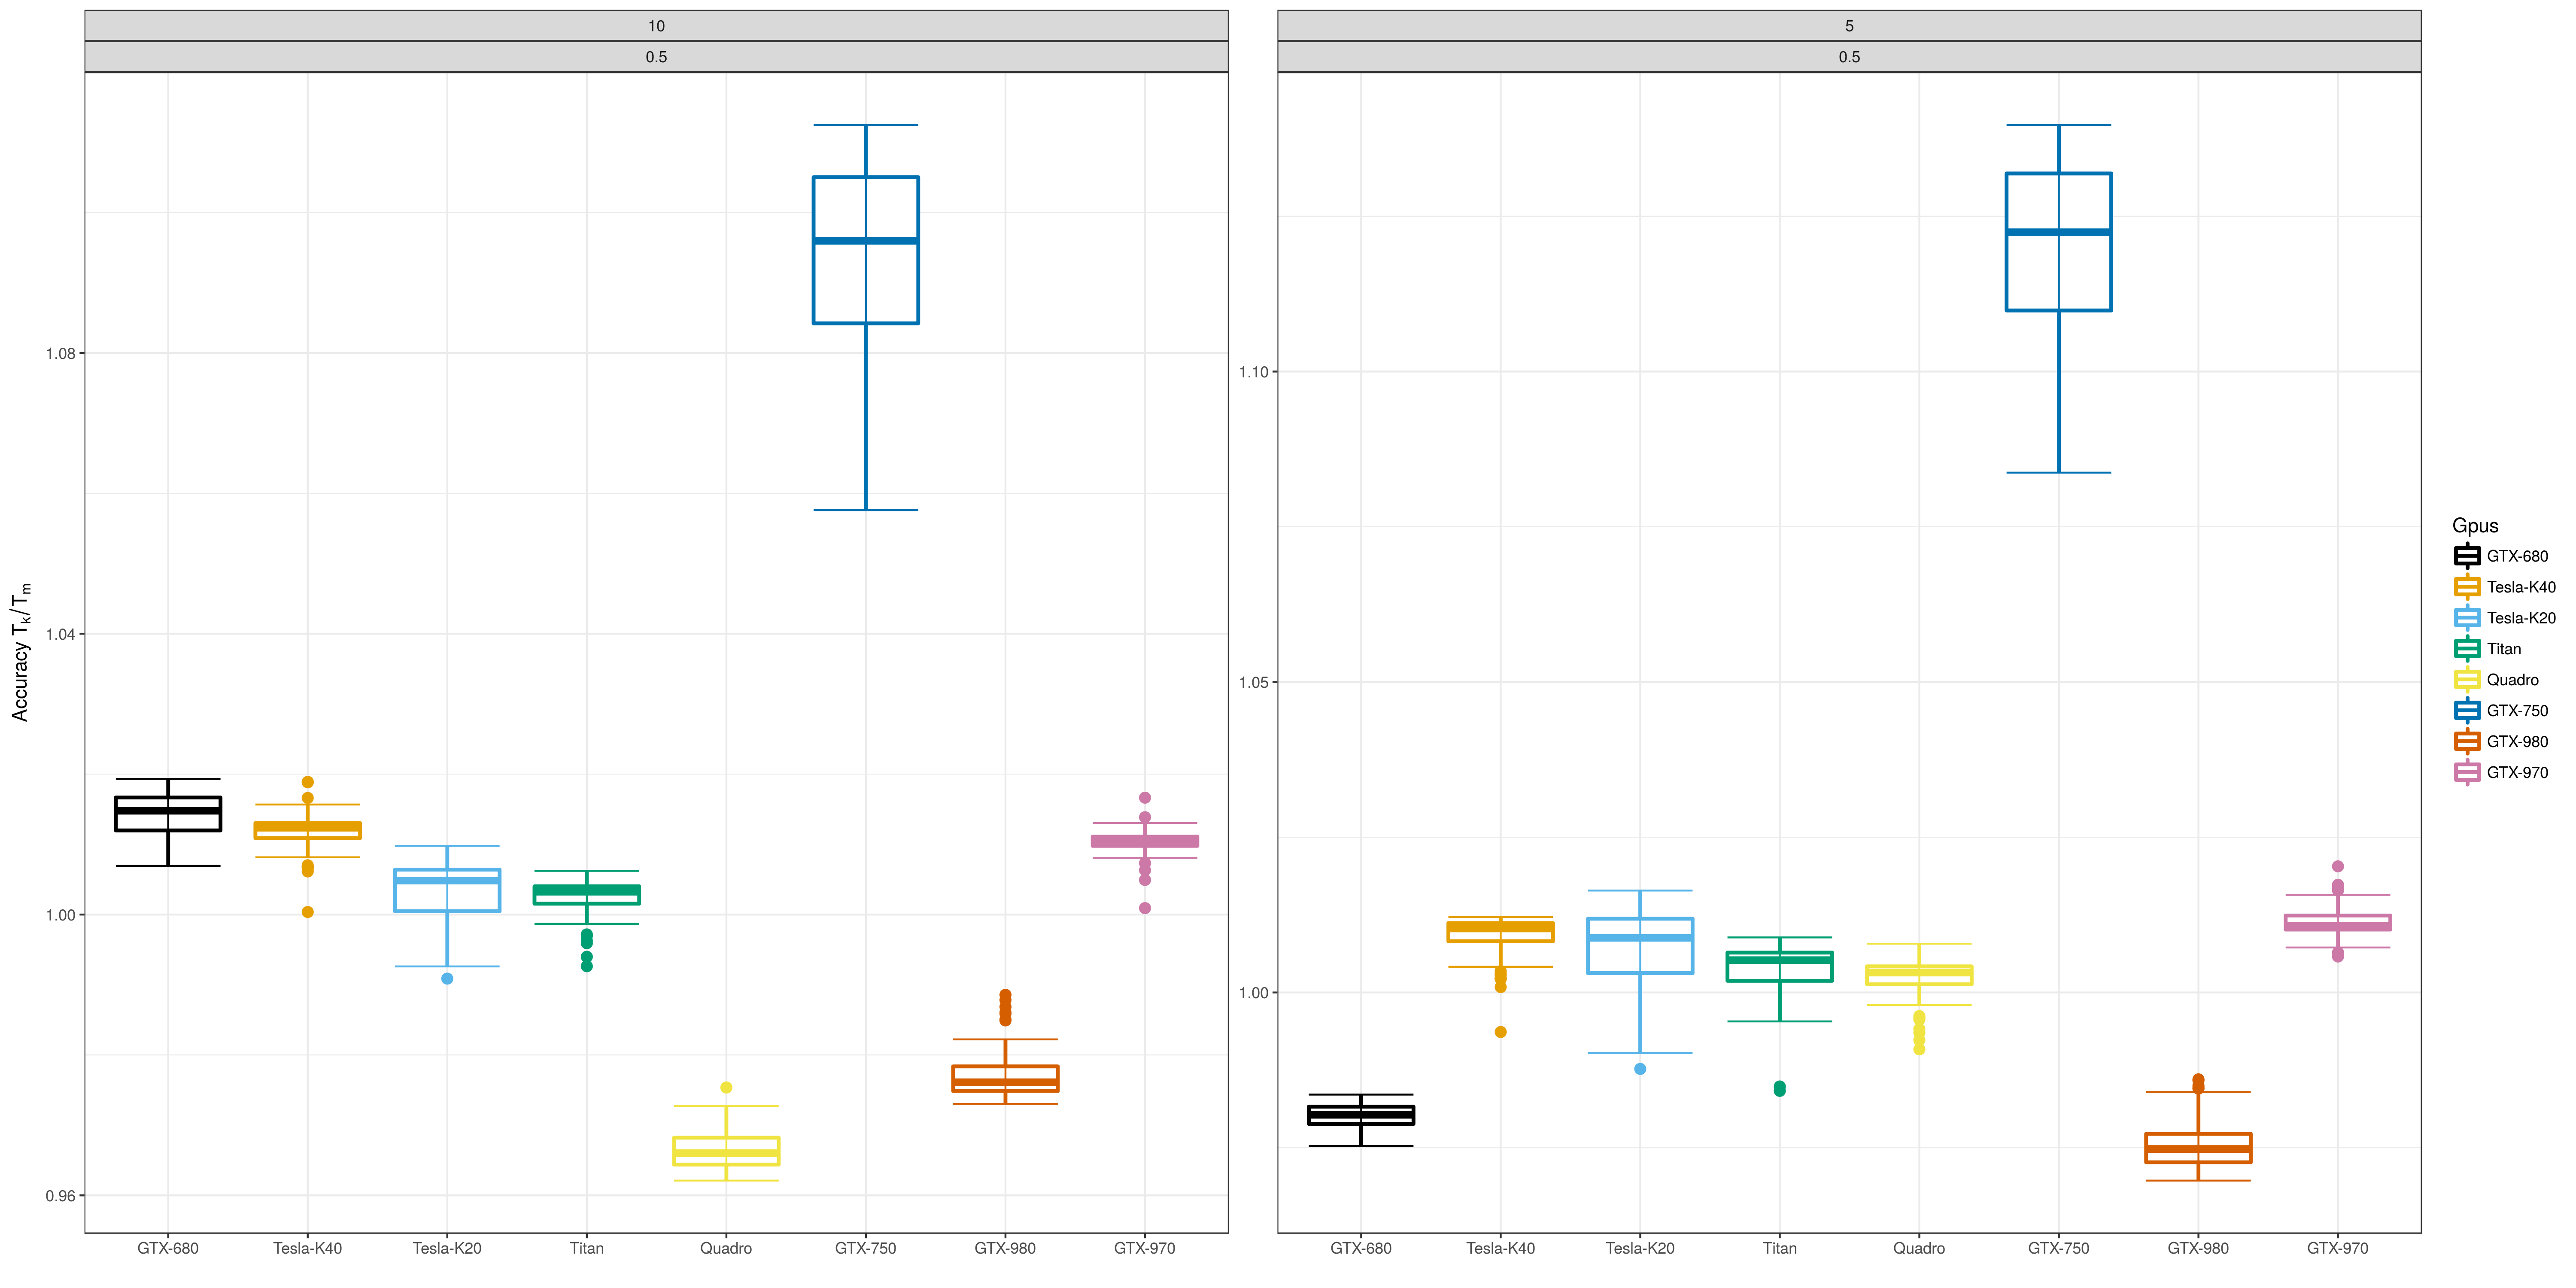 10
5
0.5
0.5
1.08
1.04
1.00
0.96
1.10
1.05
1.00
Accuracy Tk/Tm
GTX-680 Tesla-K40 Tesla-K20 Titan Quadro GTX-750 GTX-980 GTX-970
GTX-680 Tesla-K40 Tesla-K20 Titan Quadro GTX-750 GTX-980 GTX-970
Gpus
GTX-680
Tesla-K40
Tesla-K20
Titan
Quadro
GTX-750
GTX-980
GTX-970